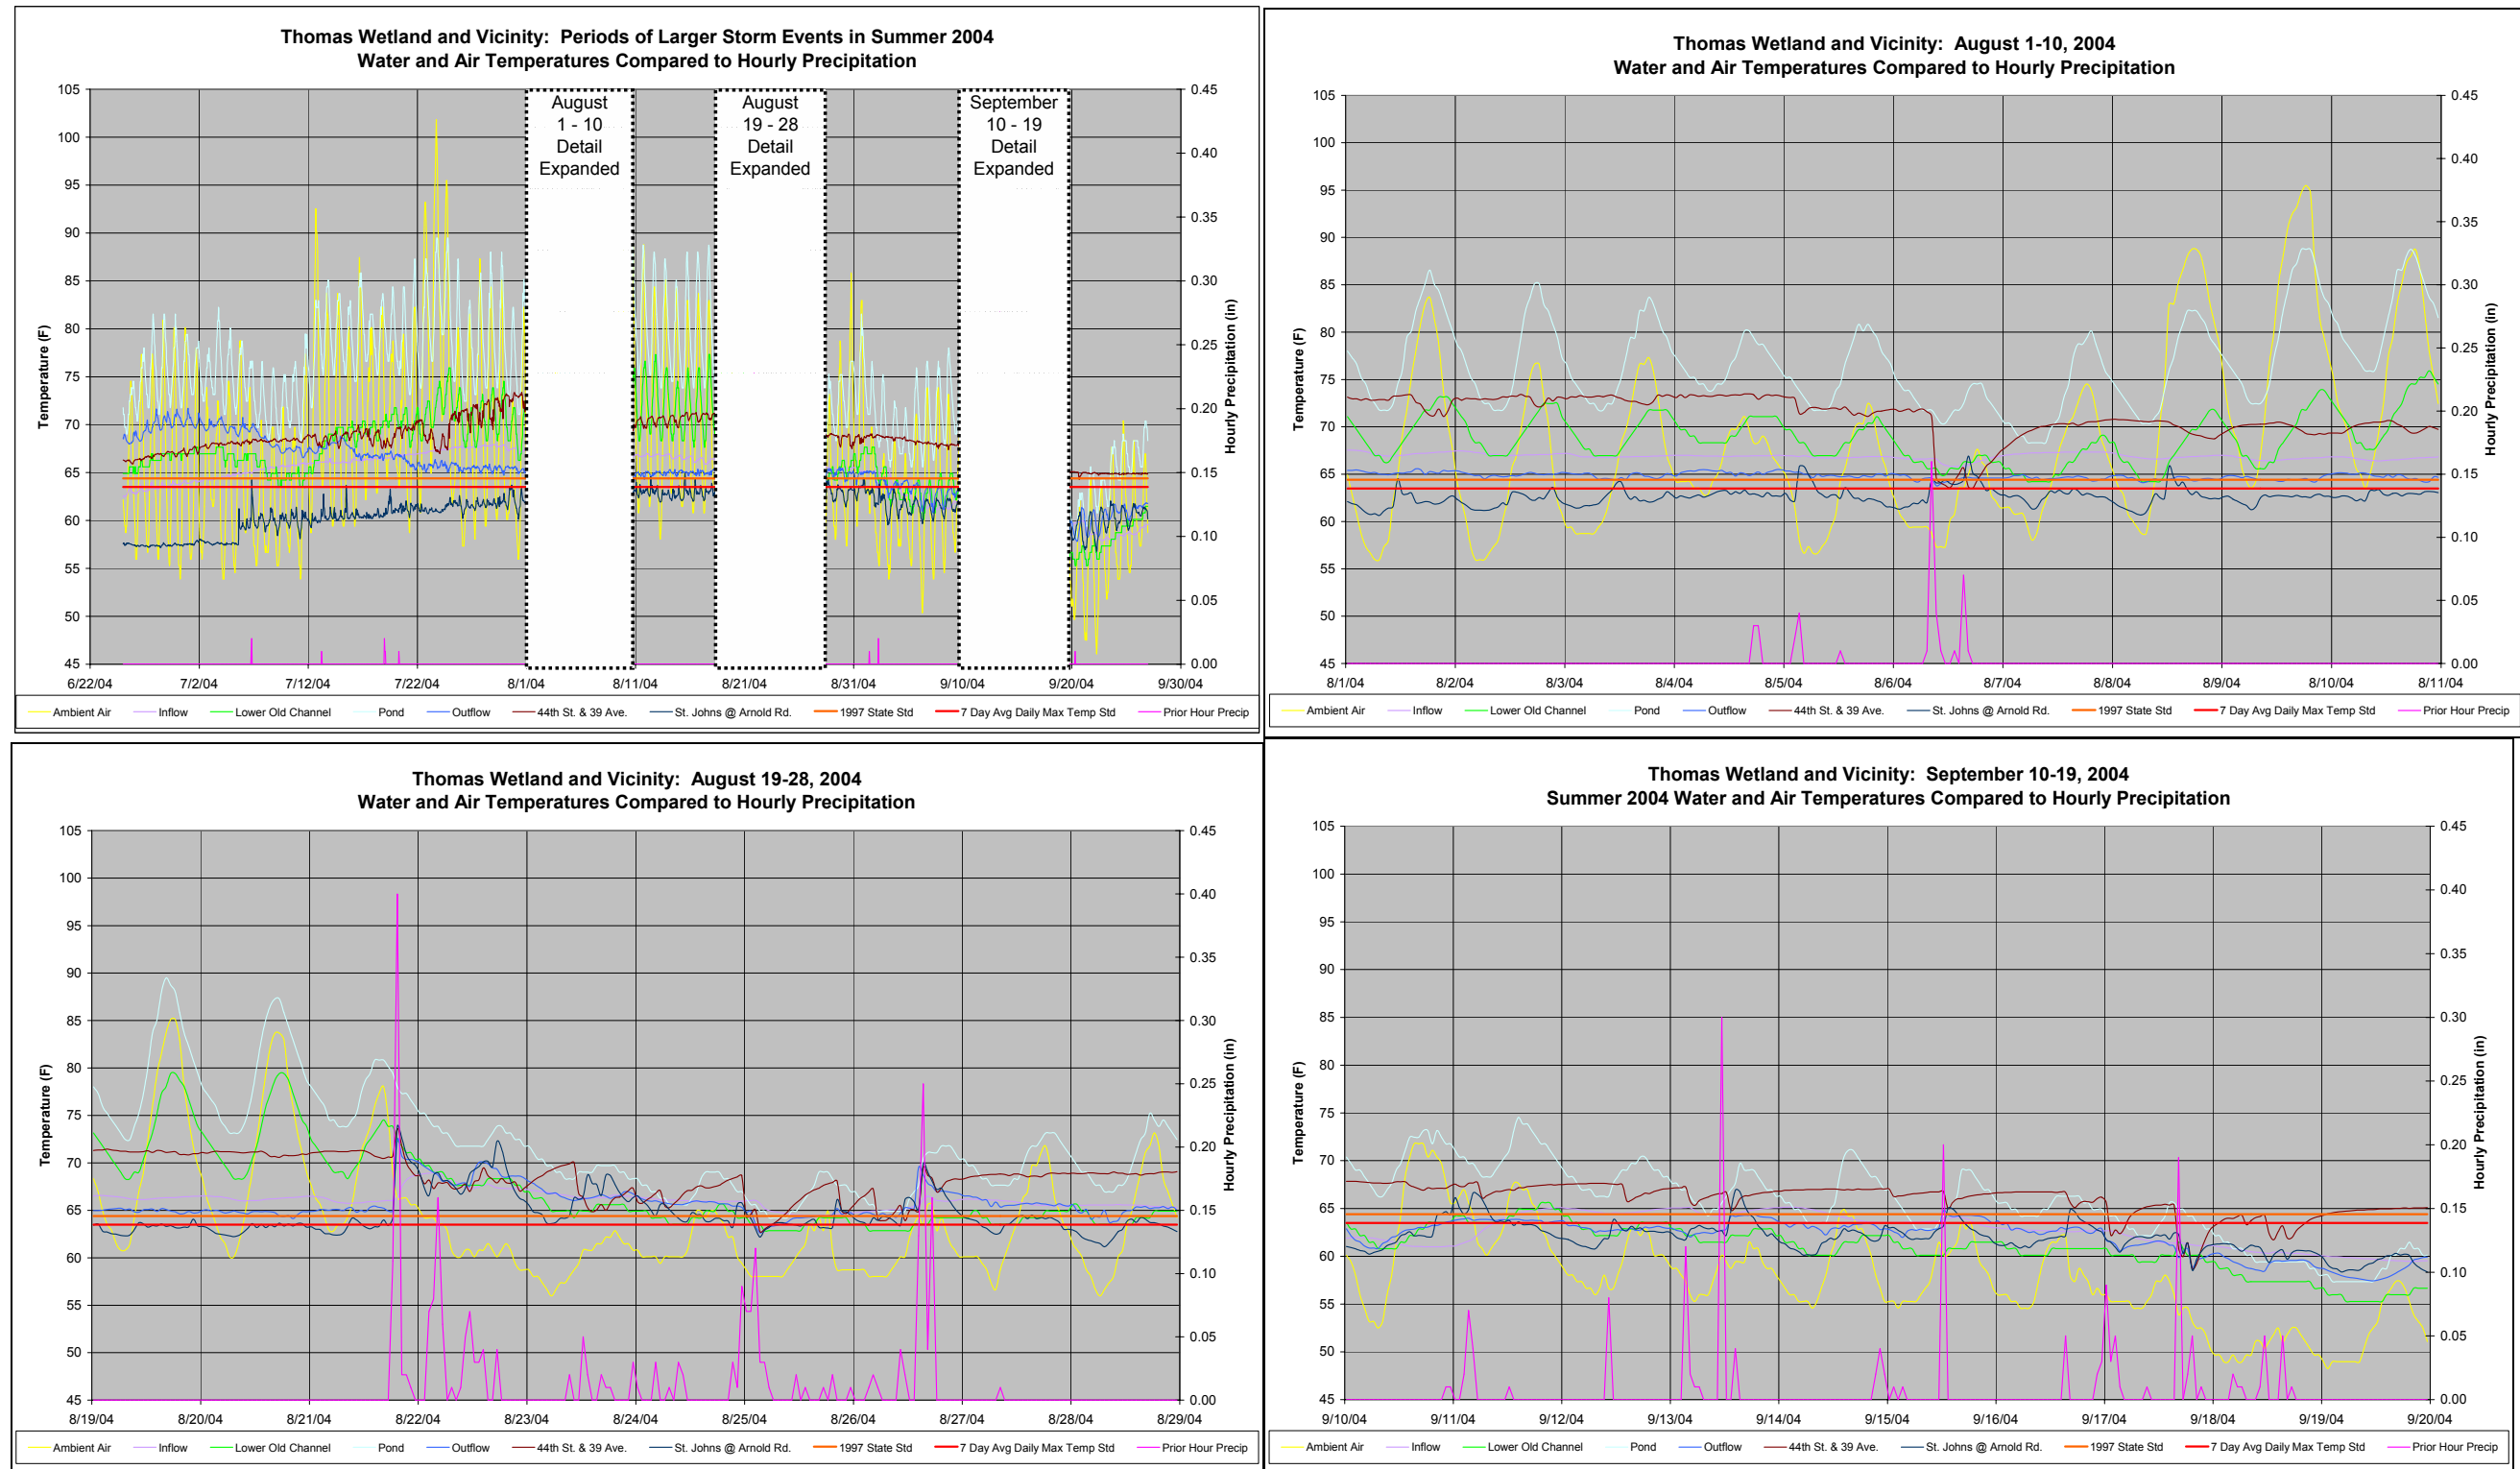 Thomas Wetland and Vicinity: Periods of Larger Storm Events in Summer 2004
Water and Air Temperatures Compared to Hourly Precipitation
August
1 - 10
Detail
Expanded
August
19 - 28
Detail
Expanded
September
10 - 19
Detail
Expanded
Temperature (F)
105
100
95
90
85
80
75
70
65
60
55
50
45
Hourly Precipitation (in)
0.45
0.40
0.35
0.30
0.25
0.20
0.15
0.10
0.05
0.00
6/22/04 7/2/04 7/12/04 7/22/04 8/1/04 8/11/04 8/21/04 8/31/04 9/10/04 9/20/04 9/30/04
Ambient Air Inflow Lower Old Channel Pond Outflow 44th St. & 39 Ave. St. Johns @ Arnold Rd. 1997 State Std 7 Day Avg Daily Max Temp Std Prior Hour Precip
Thomas Wetland and Vicinity: August 1-10, 2004
Water and Air Temperatures Compared to Hourly Precipitation
Temperature (F)
105
100
95
90
85
80
75
70
65
60
55
50
45
Hourly Precipitation (in)
0.45
0.40
0.35
0.30
0.25
0.20
0.15
0.10
0.05
0.00
8/1/04 8/2/04 8/3/04 8/4/04 8/5/04 8/6/04 8/7/04 8/8/04 8/9/04 8/10/04 8/11/04
Ambient Air Inflow Lower Old Channel Pond Outflow 44th St. & 39 Ave. St. Johns @ Arnold Rd. 1997 State Std 7 Day Avg Daily Max Temp Std Prior Hour Precip
Thomas Wetland and Vicinity: August 19-28, 2004
Water and Air Temperatures Compared to Hourly Precipitation
Temperature (F)
105
100
95
90
85
80
75
70
65
60
55
50
45
Hourly Precipitation (in)
0.45
0.40
0.35
0.30
0.25
0.20
0.15
0.10
0.05
0.00
8/19/04 8/20/04 8/21/04 8/22/04 8/23/04 8/24/04 8/25/04 8/26/04 8/27/04 8/28/04 8/29/04
Ambient Air Inflow Lower Old Channel Pond Outflow 44th St. & 39 Ave. St. Johns @ Arnold Rd. 1997 State Std 7 Day Avg Daily Max Temp Std Prior Hour Precip
Thomas Wetland and Vicinity: September 10-19, 2004
Summer 2004 Water and Air Temperatures Compared to Hourly Precipitation
Temperature (F)
105
100
95
90
85
80
75
70
65
60
55
50
45
Hourly Precipitation (in)
0.45
0.40
0.35
0.30
0.25
0.20
0.15
0.10
0.05
0.00
9/10/04 9/11/04 9/12/04 9/13/04 9/14/04 9/15/04 9/16/04 9/17/04 9/18/04 9/19/04 9/20/04
Ambient Air Inflow Lower Old Channel Pond Outflow 44th St. & 39 Ave. St. Johns @ Arnold Rd. 1997 State Std 7 Day Avg Daily Max Temp Std Prior Hour Precip